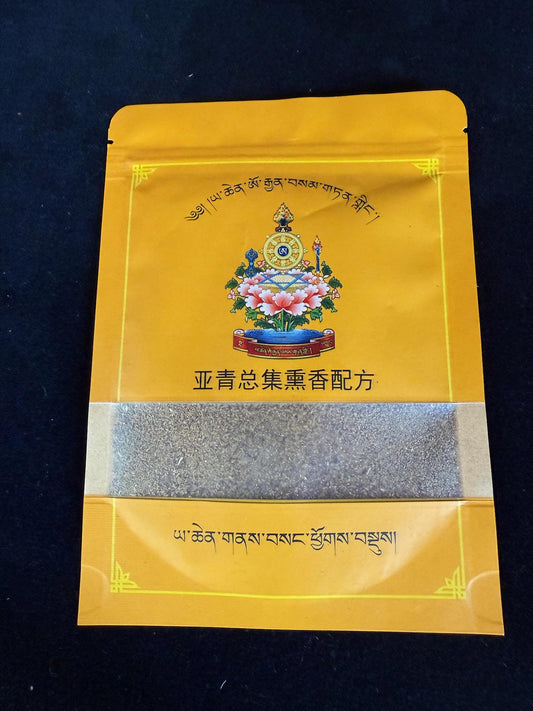 ༄༅། །ཡ་ཆེན་ཨོ་རྒྱན་བསམ་གཏན་གླིང་།
亚青总集熏香配方
ཡ་ཆེན་གནས་བསང་ཕྱོགས་བསྡུས།